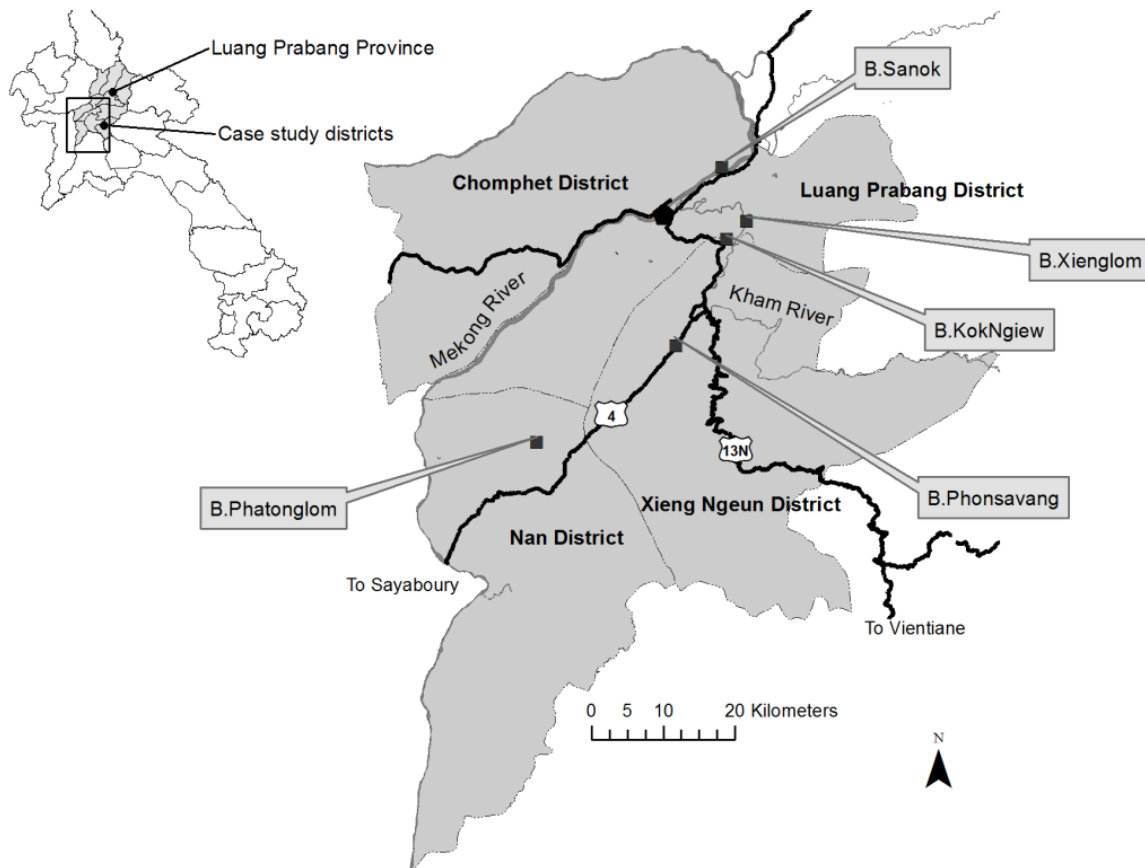 Luang Prabang Province
Case study districts
B.Sanok
Chomphet District
Luang Prabang District
B.Xienglom
Mekong River
Kham River
B.KokNgiew
4
13N
B.Phatonglom
B.Phonsavang
Xieng Ngeun District
Nan District
To Sayaboury
To Vientiane
0 5 10 20 Kilometers
N